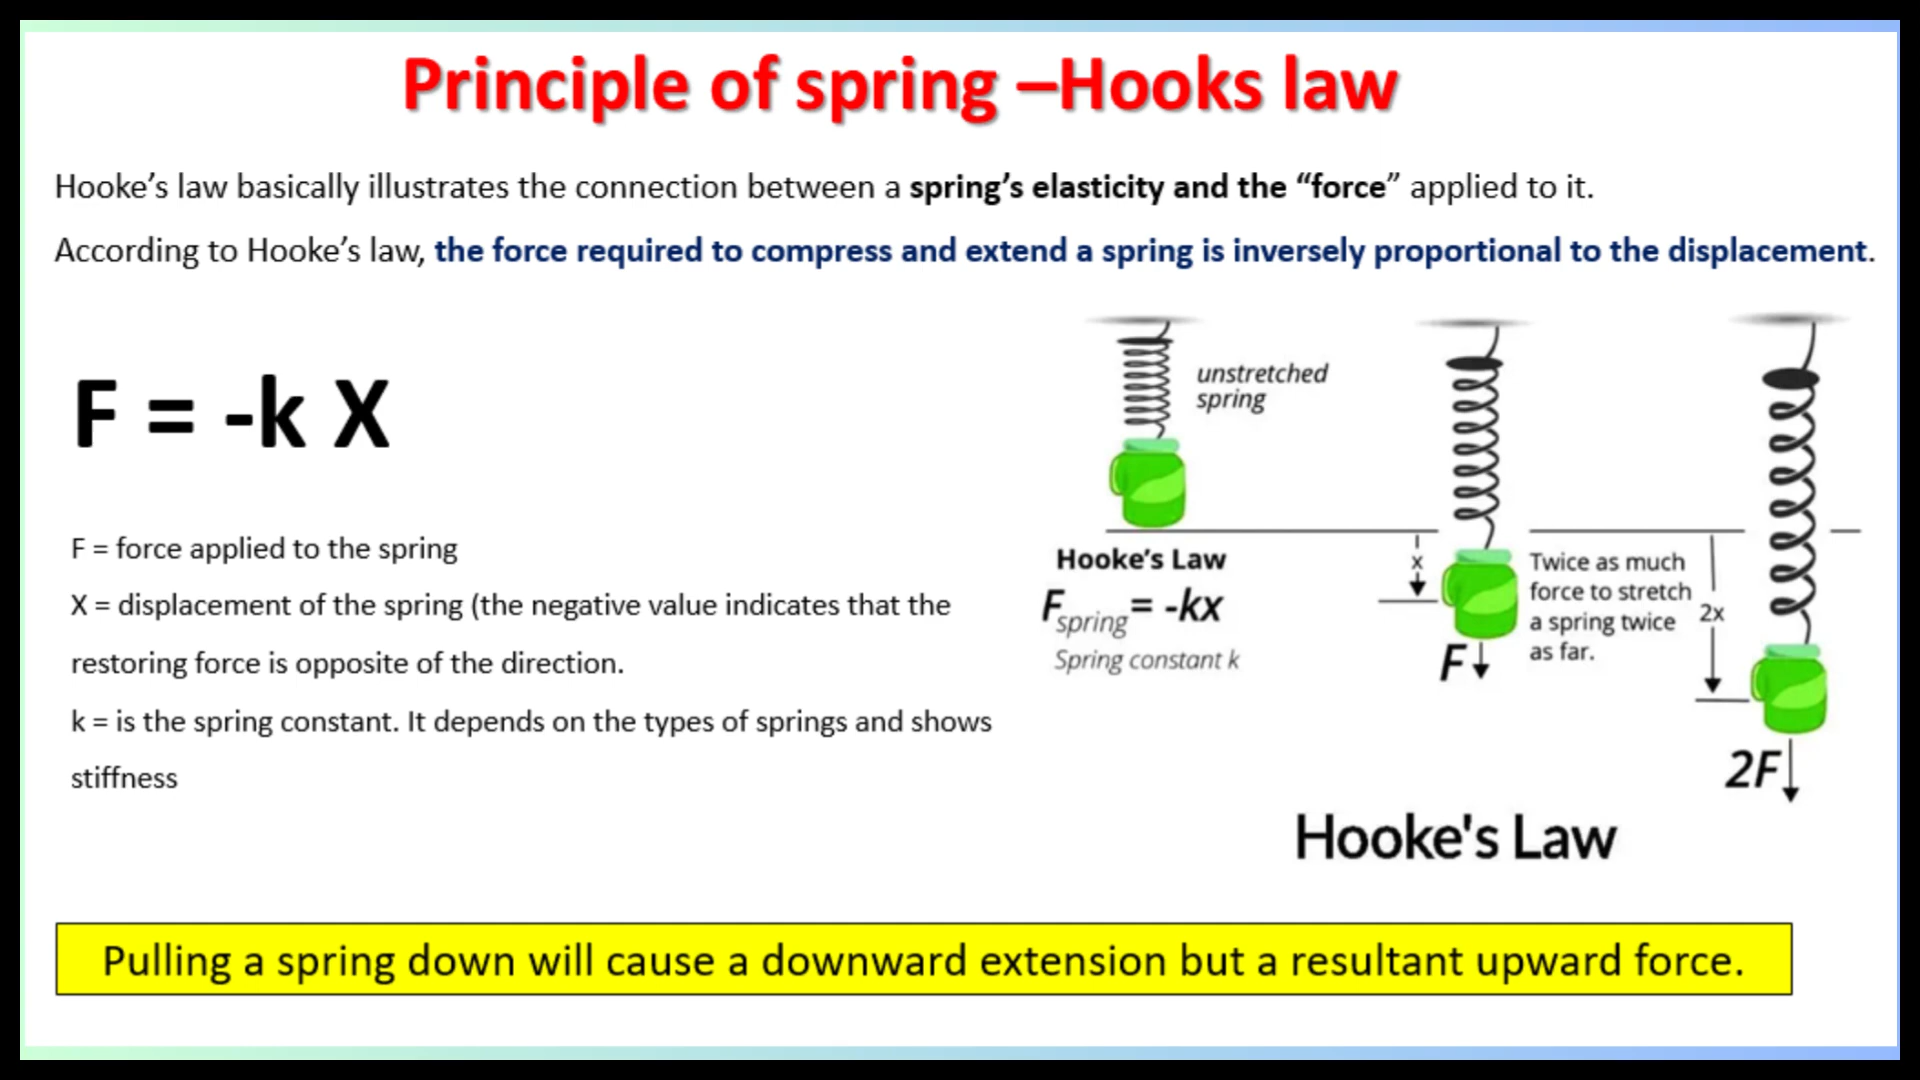 Principle of spring –Hooks law
Hooke’s law basically illustrates the connection between a spring’s elasticity and the “force” applied to it.
According to Hooke’s law, the force required to compress and extend a spring is inversely proportional to the displacement.
F = -k X
F = force applied to the spring
X = displacement of the spring (the negative value indicates that the
restoring force is opposite of the direction.
k = is the spring constant. It depends on the types of springs and shows
stiffness
unstretched
spring
Hooke’s Law
Fspring = -kx
Spring constant k
x
F
Twice as much
force to stretch
a spring twice
as far.
2x
2F
Hooke's Law
Pulling a spring down will cause a downward extension but a resultant upward force.